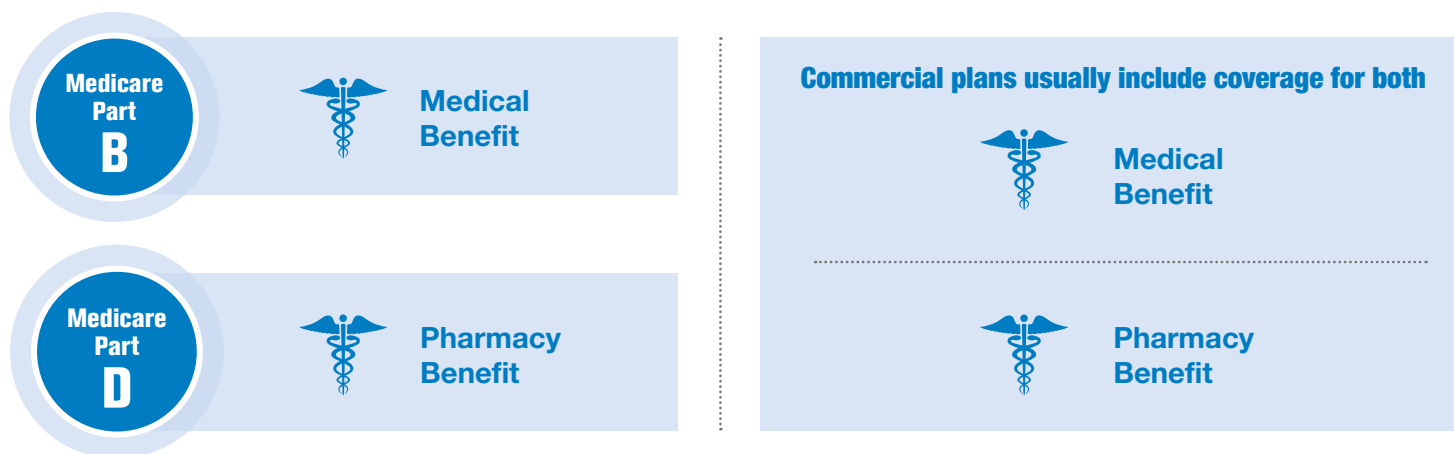 Medicare
Part
B
Medical
Benefit
Medicare
Part
D
Pharmacy
Benefit
Commercial plans usually include coverage for both
Medical
Benefit
Pharmacy
Benefit